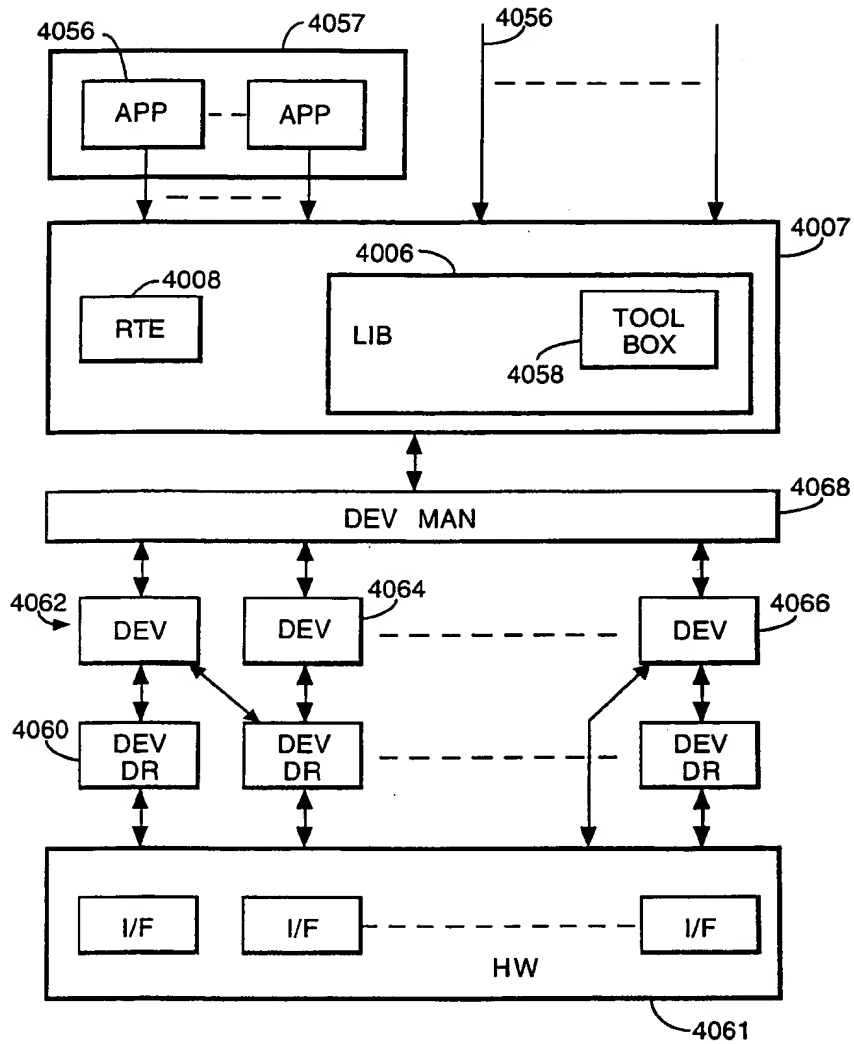 4056
4057
4056
APP
APP
4007
4006
4008
RTE
LIB
TOOL
BOX
4058
4068
DEV MAN
4062
DEV
4064
DEV
4066
DEV
4060
DEV
DR
DEV
DR
DEV
DR
I/F
I/F
I/F
HW
4061